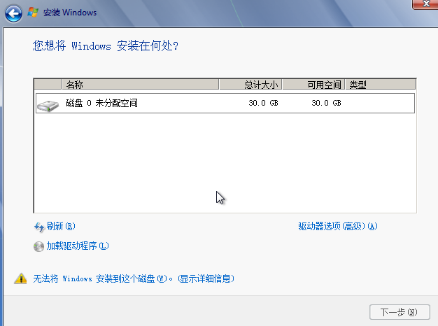 安装 Windows
您想将 Windows 安装在何处?
名称 总计大小 可用空间 类型
磁盘 0 未分配空间 30.0 GB 30.0 GB
刷新(R) 驱动器选项(高级)(A)
加载驱动程序(L)
无法将 Windows 安装到这个磁盘(W)。(显示详细信息)
下一步(N)